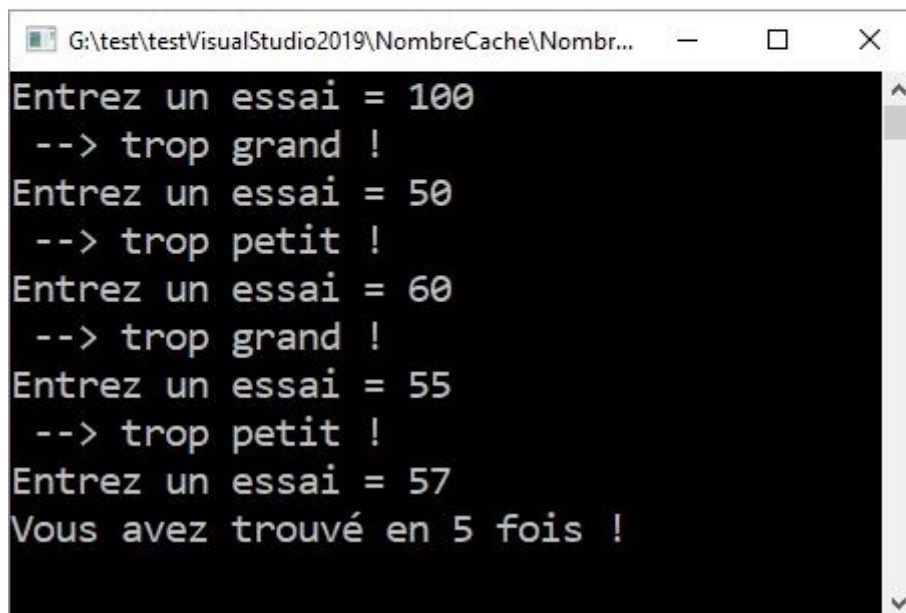 G:\test\testVisualStudio2019\NombreCache\Nombr...
Entrez un essai = 100
--> trop grand !
Entrez un essai = 50
--> trop petit !
Entrez un essai = 60
--> trop grand !
Entrez un essai = 55
--> trop petit !
Entrez un essai = 57
Vous avez trouvé en 5 fois !